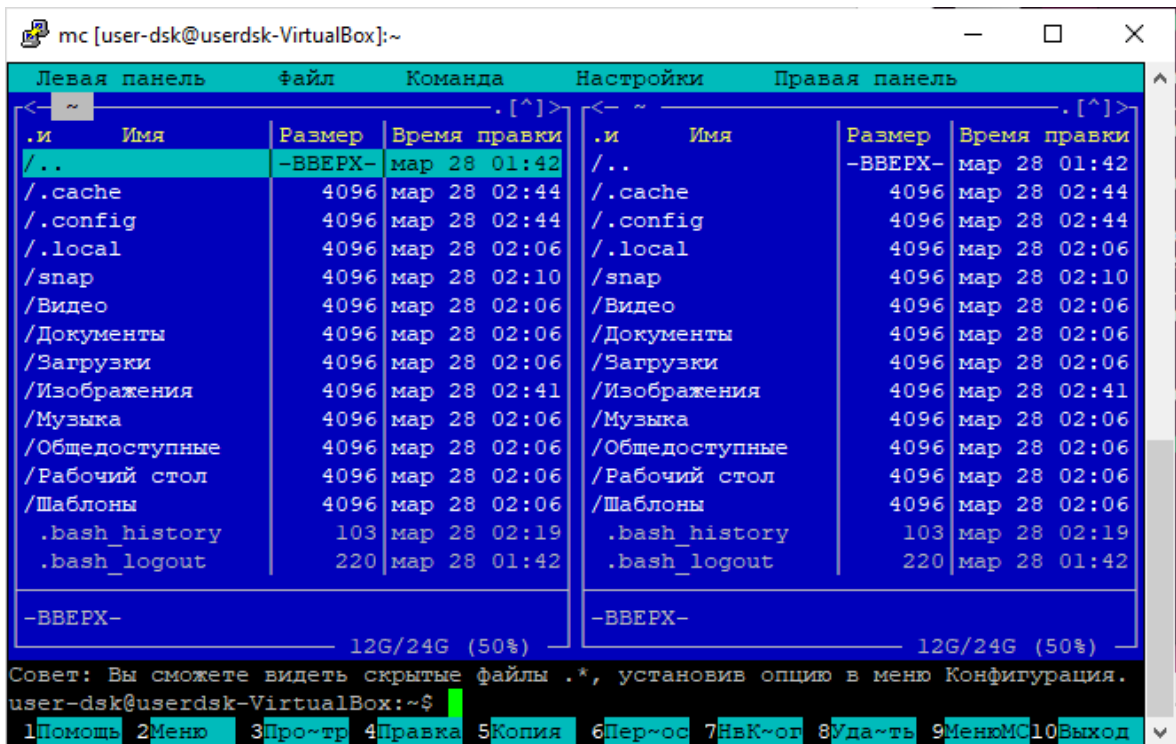 mc [user-dsk@userdsk-VirtualBox]:~
Левая панель Файл Команда Настройки Правая панель
<— ~ .[^]> <— ~ .[^]>
.и Имя Размер Время правки .и Имя Размер Время правки
/.. -ВВЕРХ- мар 28 01:42 /.. -ВВЕРХ- мар 28 01:42
/.cache 4096 мар 28 02:44 /.cache 4096 мар 28 02:44
/.config 4096 мар 28 02:44 /.config 4096 мар 28 02:44
/.local 4096 мар 28 02:06 /.local 4096 мар 28 02:06
/snap 4096 мар 28 02:10 /snap 4096 мар 28 02:10
/Видео 4096 мар 28 02:06 /Видео 4096 мар 28 02:06
/Документы 4096 мар 28 02:06 /Документы 4096 мар 28 02:06
/Загрузки 4096 мар 28 02:06 /Загрузки 4096 мар 28 02:06
/Изображения 4096 мар 28 02:41 /Изображения 4096 мар 28 02:41
/Музыка 4096 мар 28 02:06 /Музыка 4096 мар 28 02:06
/Общедоступные 4096 мар 28 02:06 /Общедоступные 4096 мар 28 02:06
/Рабочий стол 4096 мар 28 02:06 /Рабочий стол 4096 мар 28 02:06
/Шаблоны 4096 мар 28 02:06 /Шаблоны 4096 мар 28 02:06
.bash_history 103 мар 28 02:19 .bash_history 103 мар 28 02:19
.bash_logout 220 мар 28 01:42 .bash_logout 220 мар 28 01:42
-ВВЕРХ- -ВВЕРХ-
12G/24G (50%) 12G/24G (50%)
Совет: Вы сможете видеть скрытые файлы .*, установив опцию в меню Конфигурация.
user-dsk@userdsk-VirtualBox:~$
1Помощь 2Меню 3Про~тр 4Правка 5Копия 6Пер~ос 7НвК~ог 8Уда~ть 9МенюМС10Выход